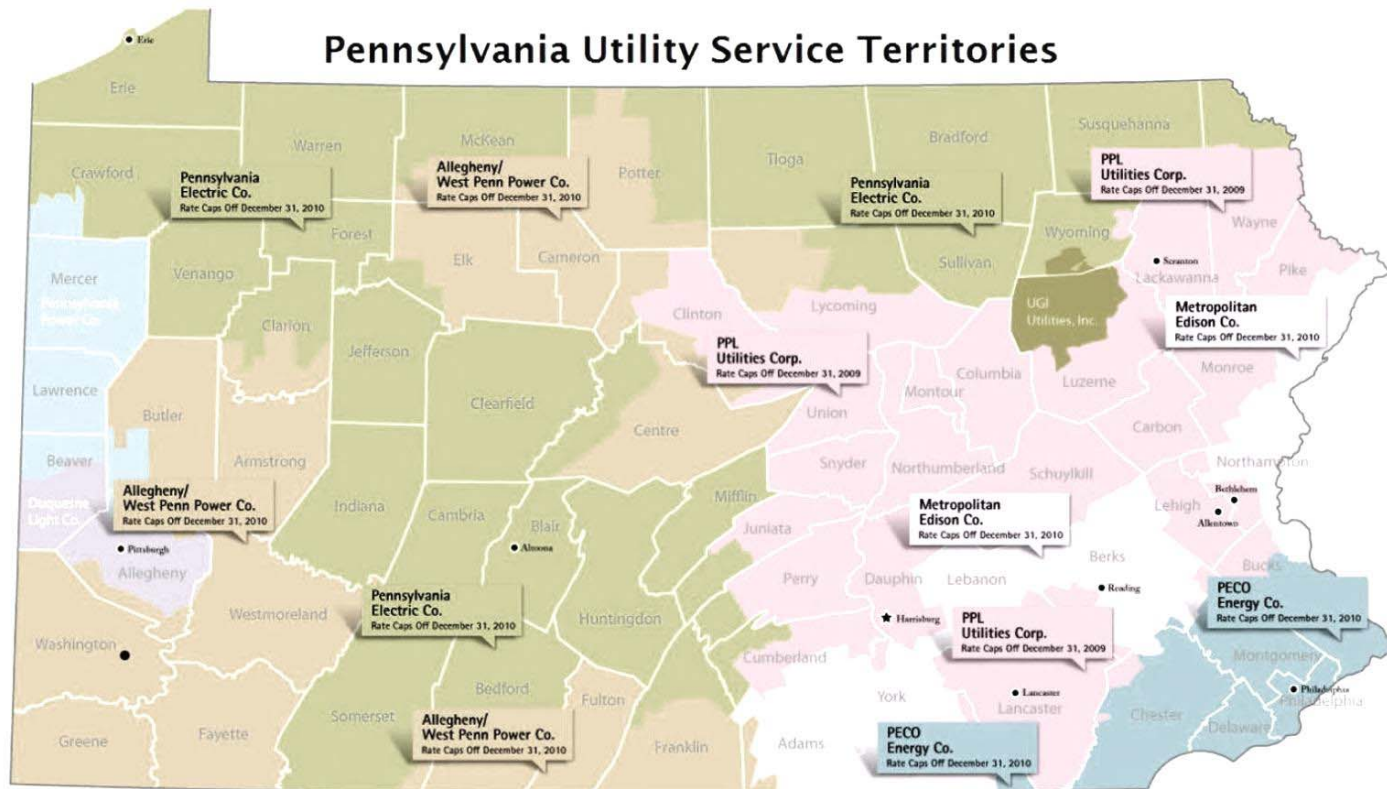 Pennsylvania Utility Service Territories
Erie
Erie
Warren
McKean
Potter
Tioga
Bradford
Susquehanna
Crawford
Pennsylvania
Electric Co.
Rate Caps Off December 31, 2010
Allegheny/
West Penn Power Co.
Rate Caps Off December 31, 2010
Pennsylvania
Electric Co.
Rate Caps Off December 31, 2010
PPL
Utilities Corp.
Rate Caps Off December 31, 2009
Forest
Elk
Cameron
Sullivan
Wyoming
Wayne
Venango
Mercer
Pennsylvania
Power Co.
Scranton
Lackawanna
Pike
Clarion
Clinton
Lycoming
UGI
Utilities, Inc.
Metropolitan
Edison Co.
Rate Caps Off December 31, 2010
Jefferson
PPL
Utilities Corp.
Rate Caps Off December 31, 2009
Lawrence
Butler
Clearfield
Centre
Union
Montour
Columbia
Luzerne
Monroe
Carbon
Beaver
Armstrong
Snyder
Northumberland
Schuylkill
Northampton
Duquesne
Light Co.
Allegheny/
West Penn Power Co.
Rate Caps Off December 31, 2010
Indiana
Cambria
Blair
Mifflin
Juniata
Metropolitan
Edison Co.
Rate Caps Off December 31, 2010
Lehigh
Bethlehem
Allentown
Pittsburgh
Allegheny
Altoona
Perry
Dauphin
Lebanon
Berks
Reading
Bucks
Westmoreland
Pennsylvania
Electric Co.
Rate Caps Off December 31, 2010
Huntingdon
Harrisburg
PPL
Utilities Corp.
Rate Caps Off December 31, 2009
PECO
Energy Co.
Rate Caps Off December 31, 2010
Washington
Cumberland
Montgomery
Philadelphia
Philadelphia
Bedford
Fulton
York
Lancaster
Lancaster
Chester
Delaware
Somerset
Fayette
Greene
Allegheny/
West Penn Power Co.
Rate Caps Off December 31, 2010
Franklin
Adams
PECO
Energy Co.
Rate Caps Off December 31, 2010